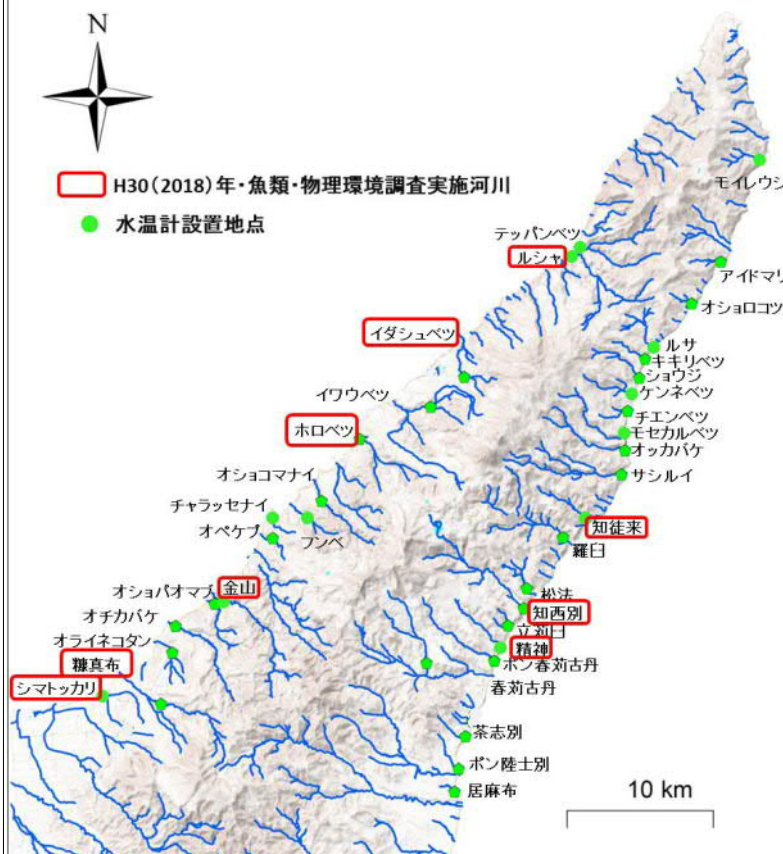 N
H30(2018)年・魚類・物理環境調査実施河川
水温計設置地点
モイレウシ
テッパンベツ
ルシャ
アイドマリ
オショロコツ
イダシュベツ
ルサ
キキリベツ
ショウジ
イワウベツ
ケンネベツ
チエンベツ
ホロベツ
モセカルベツ
オッカバケ
オショコマナイ
サシルイ
チャラッセナイ
オペケプ
フンベ
知徒来
羅臼
オショパオマブ
金山
松法
知西別
オチカバケ
立苅臼
オライネコタン
精神
糠真布
ポン春苅古丹
シマトッカリ
春苅古丹
茶志別
ポン陸士別
居麻布
10 km